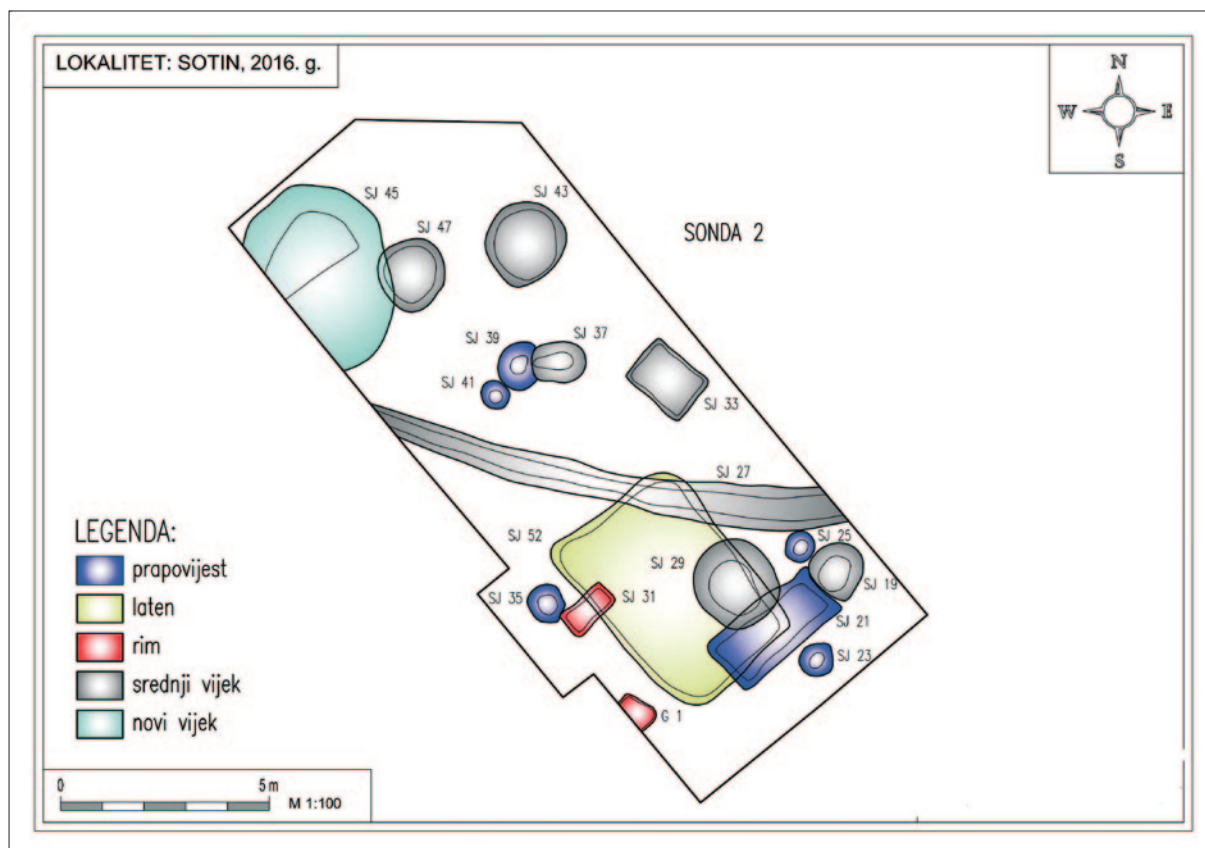 LOKALITET: SOTIN, 2016. g.
N
W E
S
SJ 45
SJ 43
SJ 47
SONDA 2
SJ 39
SJ 37
SJ 41
SJ 33
SJ 27
SJ 52
SJ 25
SJ 29
SJ 19
SJ 35
SJ 31
SJ 21
SJ 23
G 1
LEGENDA:
prapovijest
laten
rim
srednji vijek
novi vijek
0 5 m
M 1:100